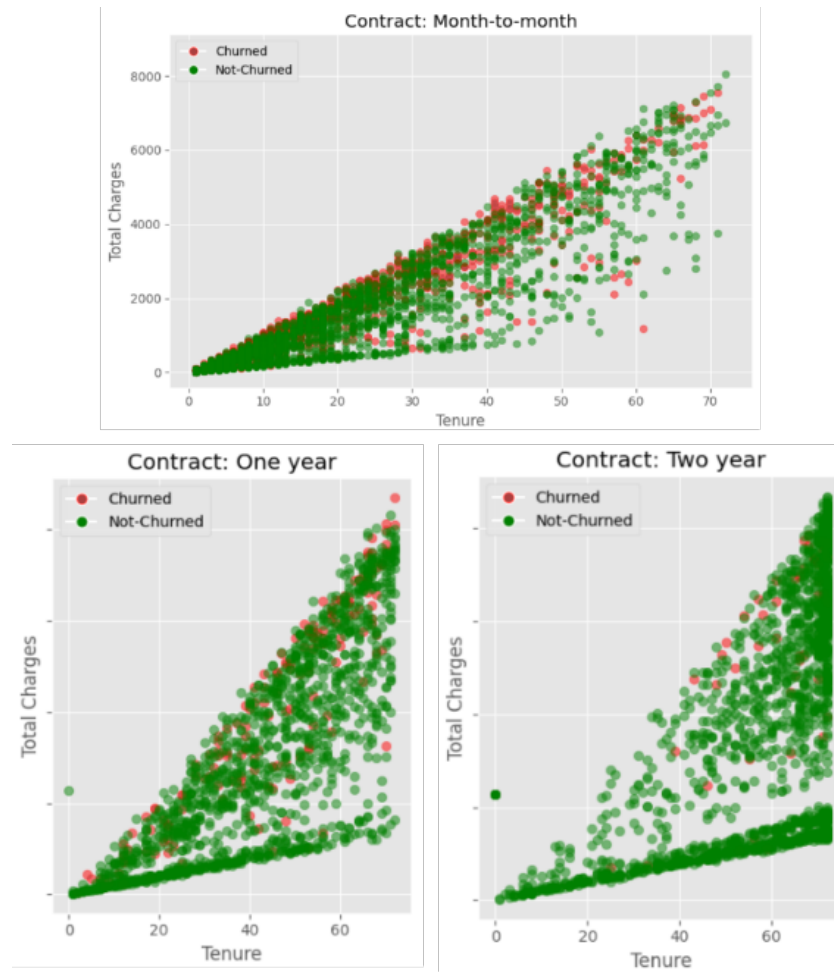 Contract: Month-to-month
Churned
Not-Churned
8000
6000
4000
2000
0
Total Charges
0 10 20 30 40 50 60 70
Tenure
Contract: One year
Churned
Not-Churned
Total Charges
0 20 40 60
Tenure
Contract: Two year
Churned
Not-Churned
Total Charges
0 20 40 60
Tenure